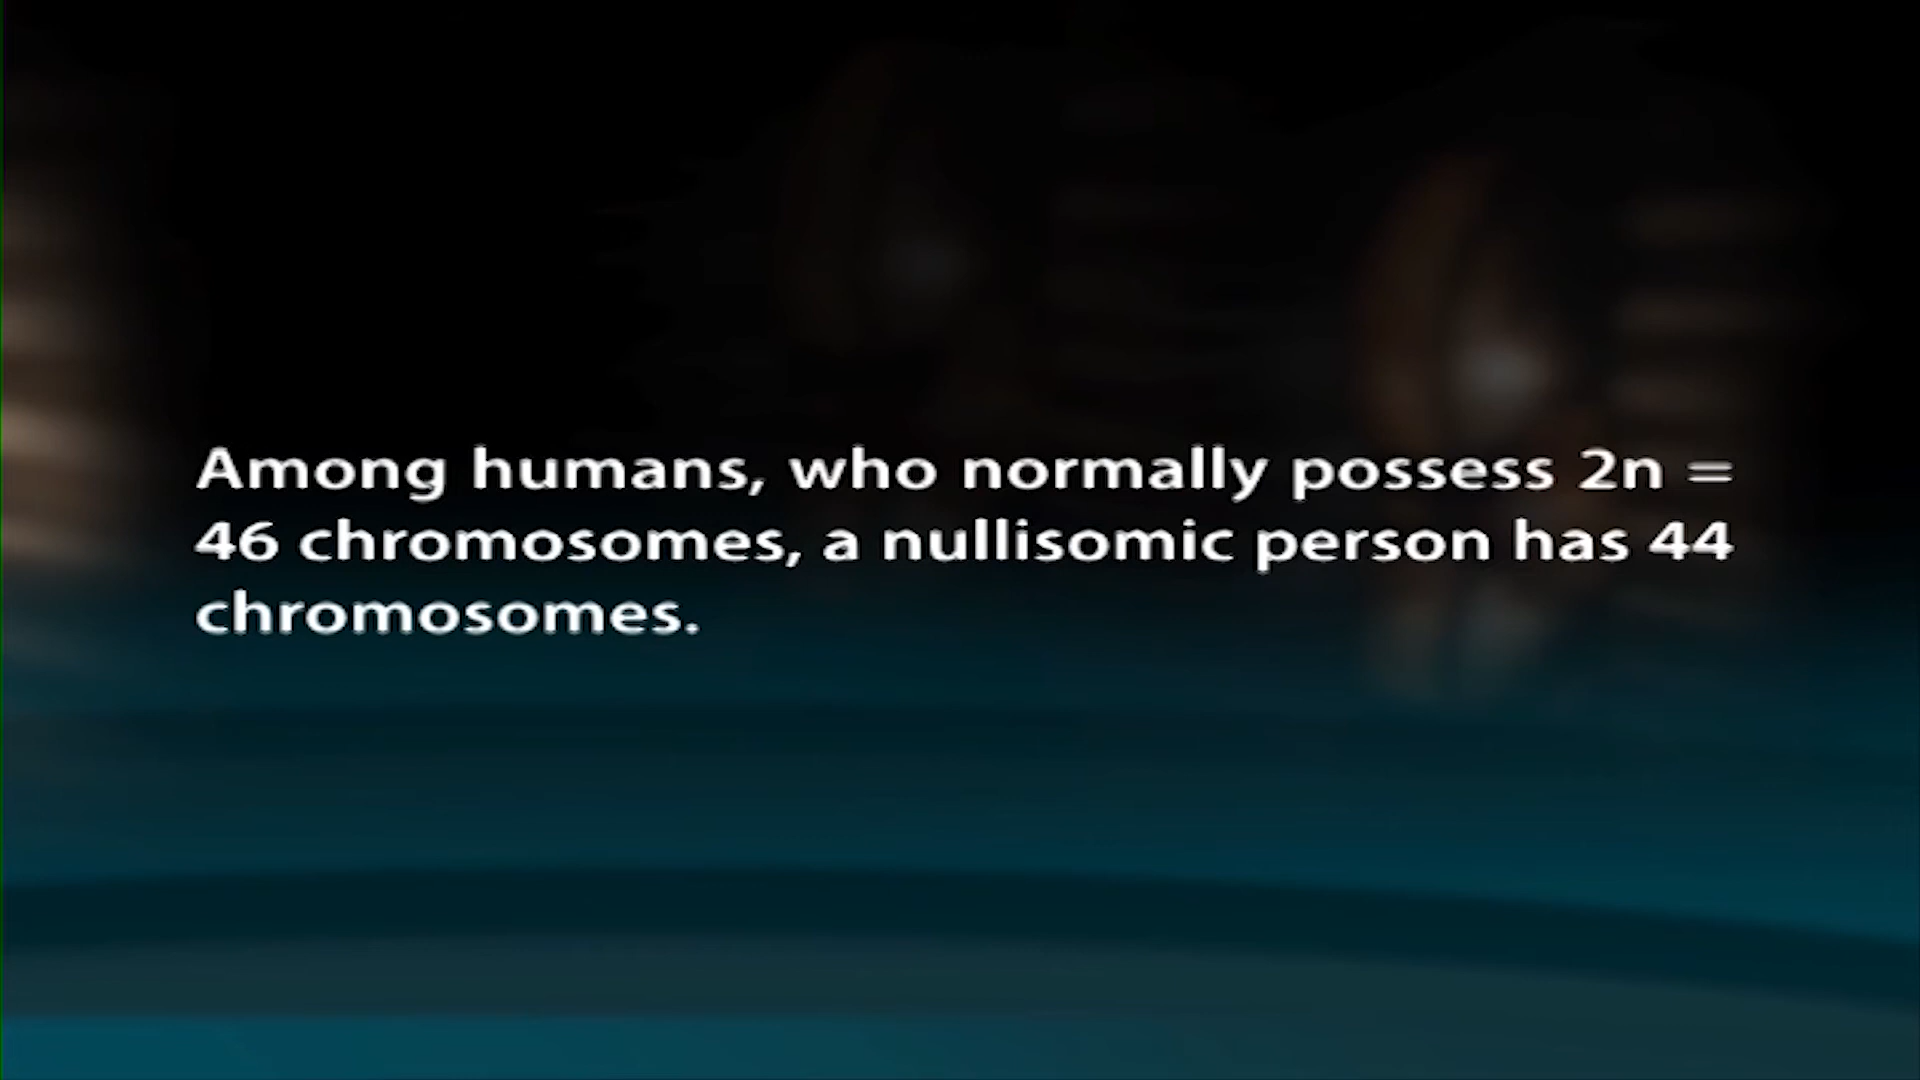 Among humans, who normally possess 2n =
46 chromosomes, a nullisomic person has 44
chromosomes.